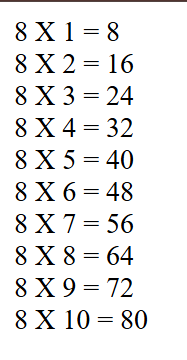 8 X 1 = 8
8 X 2 = 16
8 X 3 = 24
8 X 4 = 32
8 X 5 = 40
8 X 6 = 48
8 X 7 = 56
8 X 8 = 64
8 X 9 = 72
8 X 10 = 80